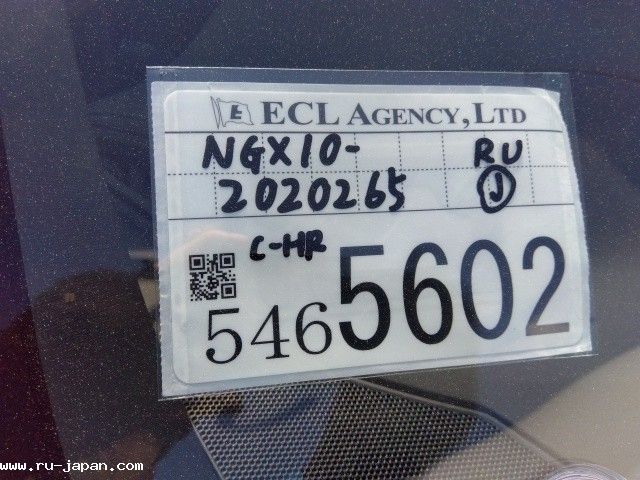 E ECL AGENCY, LTD
NGX10- RU
2020265 J
C-HR
5465602
www.ru-japan.com